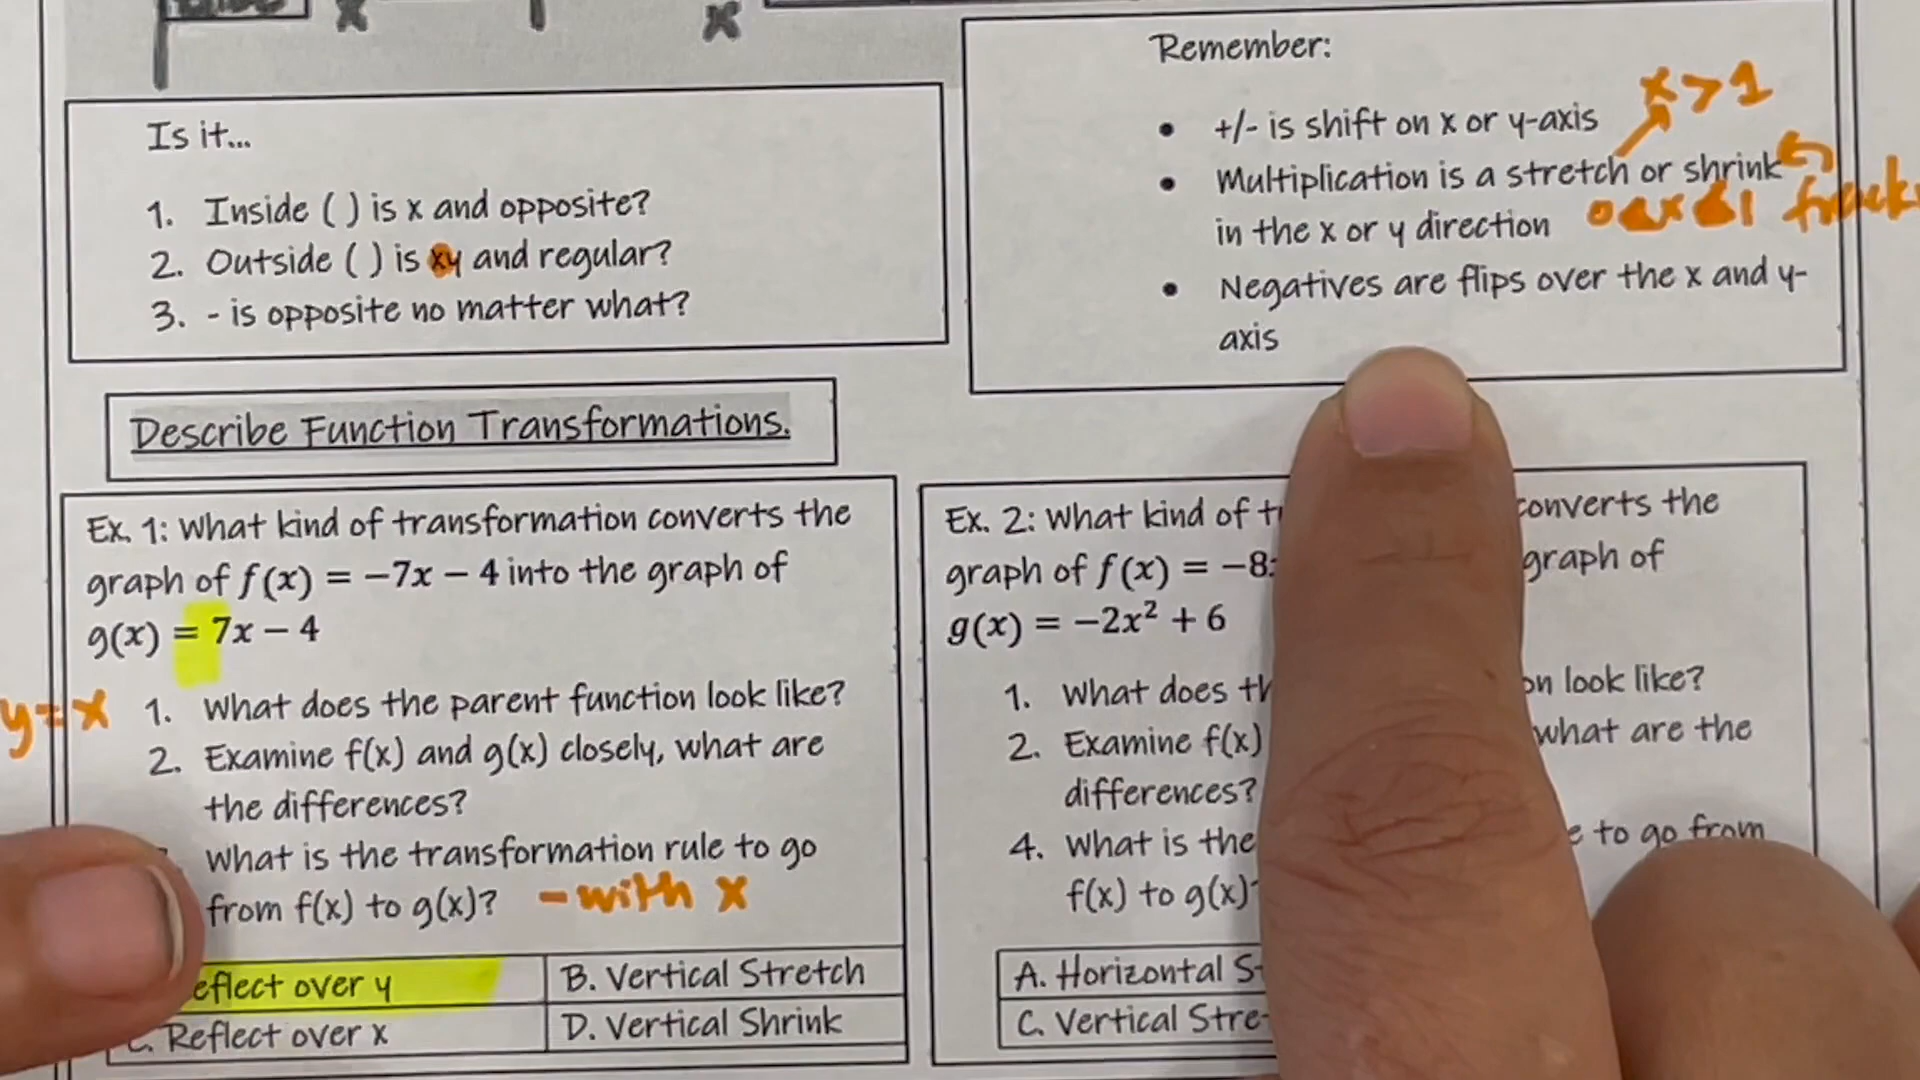 x
x
Is it...
1. Inside ( ) is x and opposite?
2. Outside ( ) is xy and regular?
3. - is opposite no matter what?
Remember:
x > 1
• +/- is shift on x or y-axis
• Multiplication is a stretch or shrink
in the x or y direction
0<x<1
• Negatives are flips over the x and y-
axis
Describe Function Transformations.
Ex. 1: What kind of transformation converts the
graph of f(x) = −7x − 4 into the graph of
g(x) = 7x − 4
y=x
1. What does the parent function look like?
2. Examine f(x) and g(x) closely, what are
the differences?
What is the transformation rule to go
from f(x) to g(x)? - with x
eflect over y
B. Vertical Stretch
C. Reflect over x
D. Vertical Shrink
Ex. 2: What kind of converts the
graph of f(x) = −8 graph of
g(x) = −2x² + 6
1. What does on look like?
2. Examine f(x) what are the
differences?
4. What is the to go from
f(x) to g(x)
A. Horizontal S
C. Vertical Stre